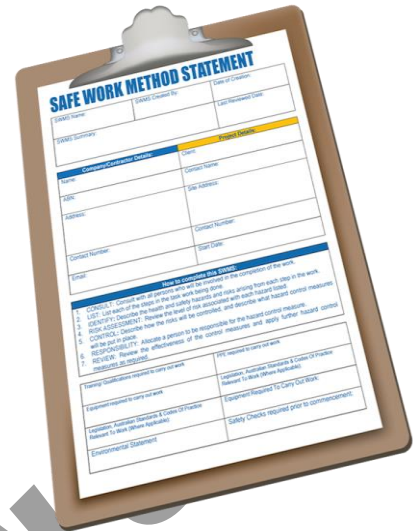 SAFE WORK METHOD STATEMENT
SWMS Name:
SWMS Created By:
Date of Creation:
SWMS Summary:
Last Reviewed Date:
Company/Contractor Details:
Project Details:
Name:
Client:
Contact Name:
ABN:
Site Address:
Address:
Contact Number:
Contact Number:
Start Date:
Email:
How to complete this SWMS:
1. CONSULT: Consult with all persons who will be involved in the completion of the work.
2. LIST: List each of the steps in the task work being done.
3. IDENTIFY: Describe the health and safety hazards and risks arising from each step in the work.
4. RISK ASSESSMENT: Review the level of risk associated with each hazard listed.
5. CONTROL: Describe how the risks will be controlled, and describe what hazard control measures
will be put in place.
6. RESPONSIBILITY: Allocate a person to be responsible for the hazard control measure.
7. REVIEW: Review the effectiveness of the control measures and apply further hazard control
measures as required.
Training/ Qualifications required to carry out work
PPE required to carry out work
Equipment required to carry out work
Legislation, Australian Standards & Codes Of Practice
Relevant To Work (Where Applicable)
Legislation, Australian Standards & Codes Of Practice
Relevant To Work (Where Applicable)
Equipment Required To Carry Out Work:
Environmental Statement
Safety Checks required prior to commencement: